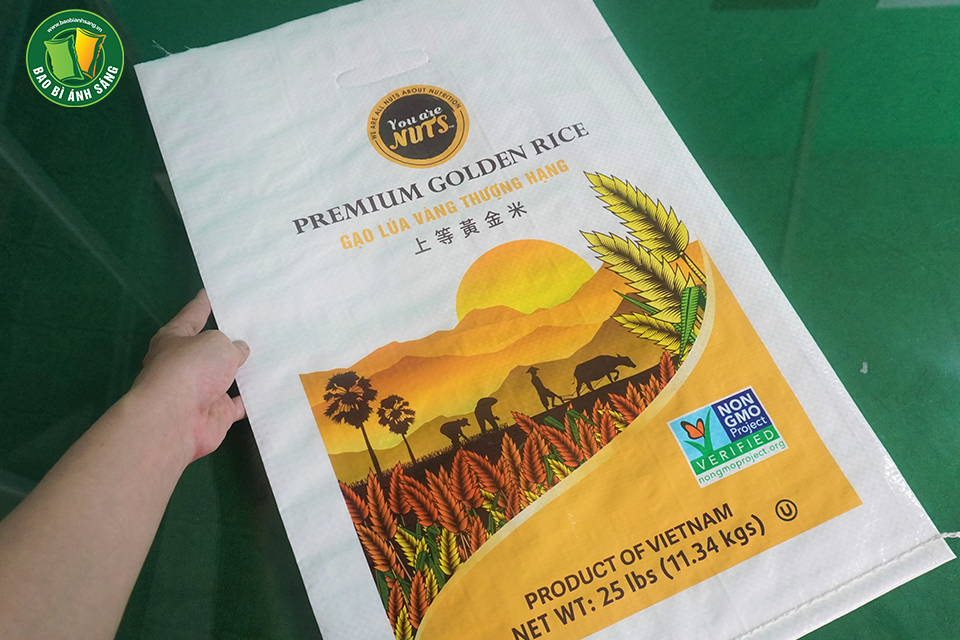 www.baobianhsang.vn
BAO BÌ ÁNH SÁNG
WE ARE ALL NUTS ABOUT NUTRITION
You are
NUTS™
PREMIUM GOLDEN RICE
GẠO LÚA VÀNG THƯỢNG HẠNG
上等黃金米
NON
GMO
Project
VERIFIED
nongmoproject.org
PRODUCT OF VIETNAM
NET WT: 25 lbs (11.34 kgs)
U